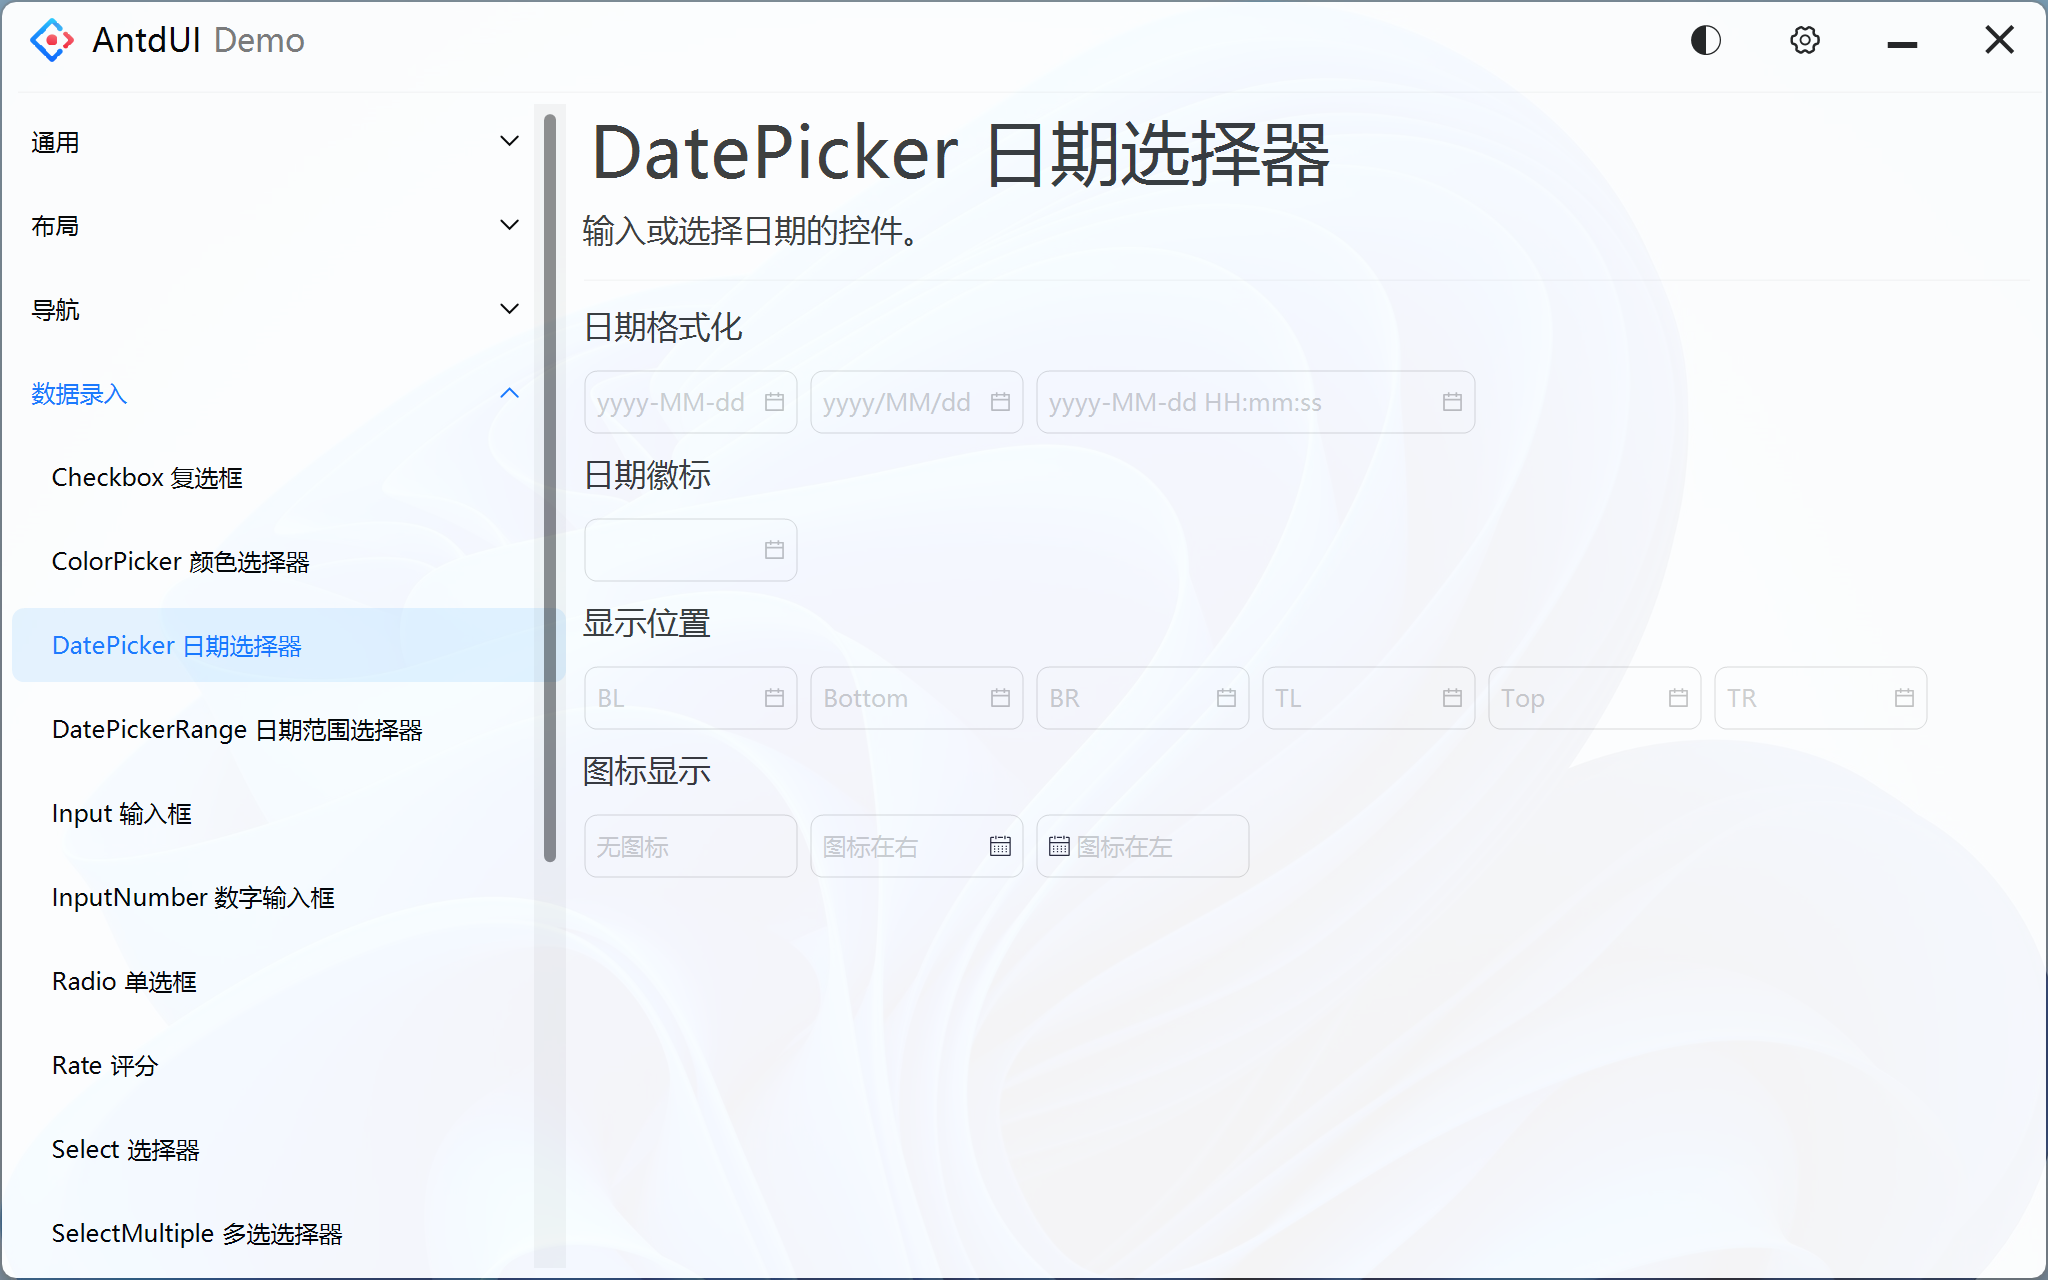 AntdUI Demo
通用
布局
导航
数据录入
Checkbox 复选框
ColorPicker 颜色选择器
DatePicker 日期选择器
DatePickerRange 日期范围选择器
Input 输入框
InputNumber 数字输入框
Radio 单选框
Rate 评分
Select 选择器
SelectMultiple 多选选择器
DatePicker 日期选择器
输入或选择日期的控件。
日期格式化
yyyy-MM-dd yyyy/MM/dd yyyy-MM-dd HH:mm:ss
日期徽标
显示位置
BL Bottom BR TL Top TR
图标显示
无图标 图标在右 图标在左